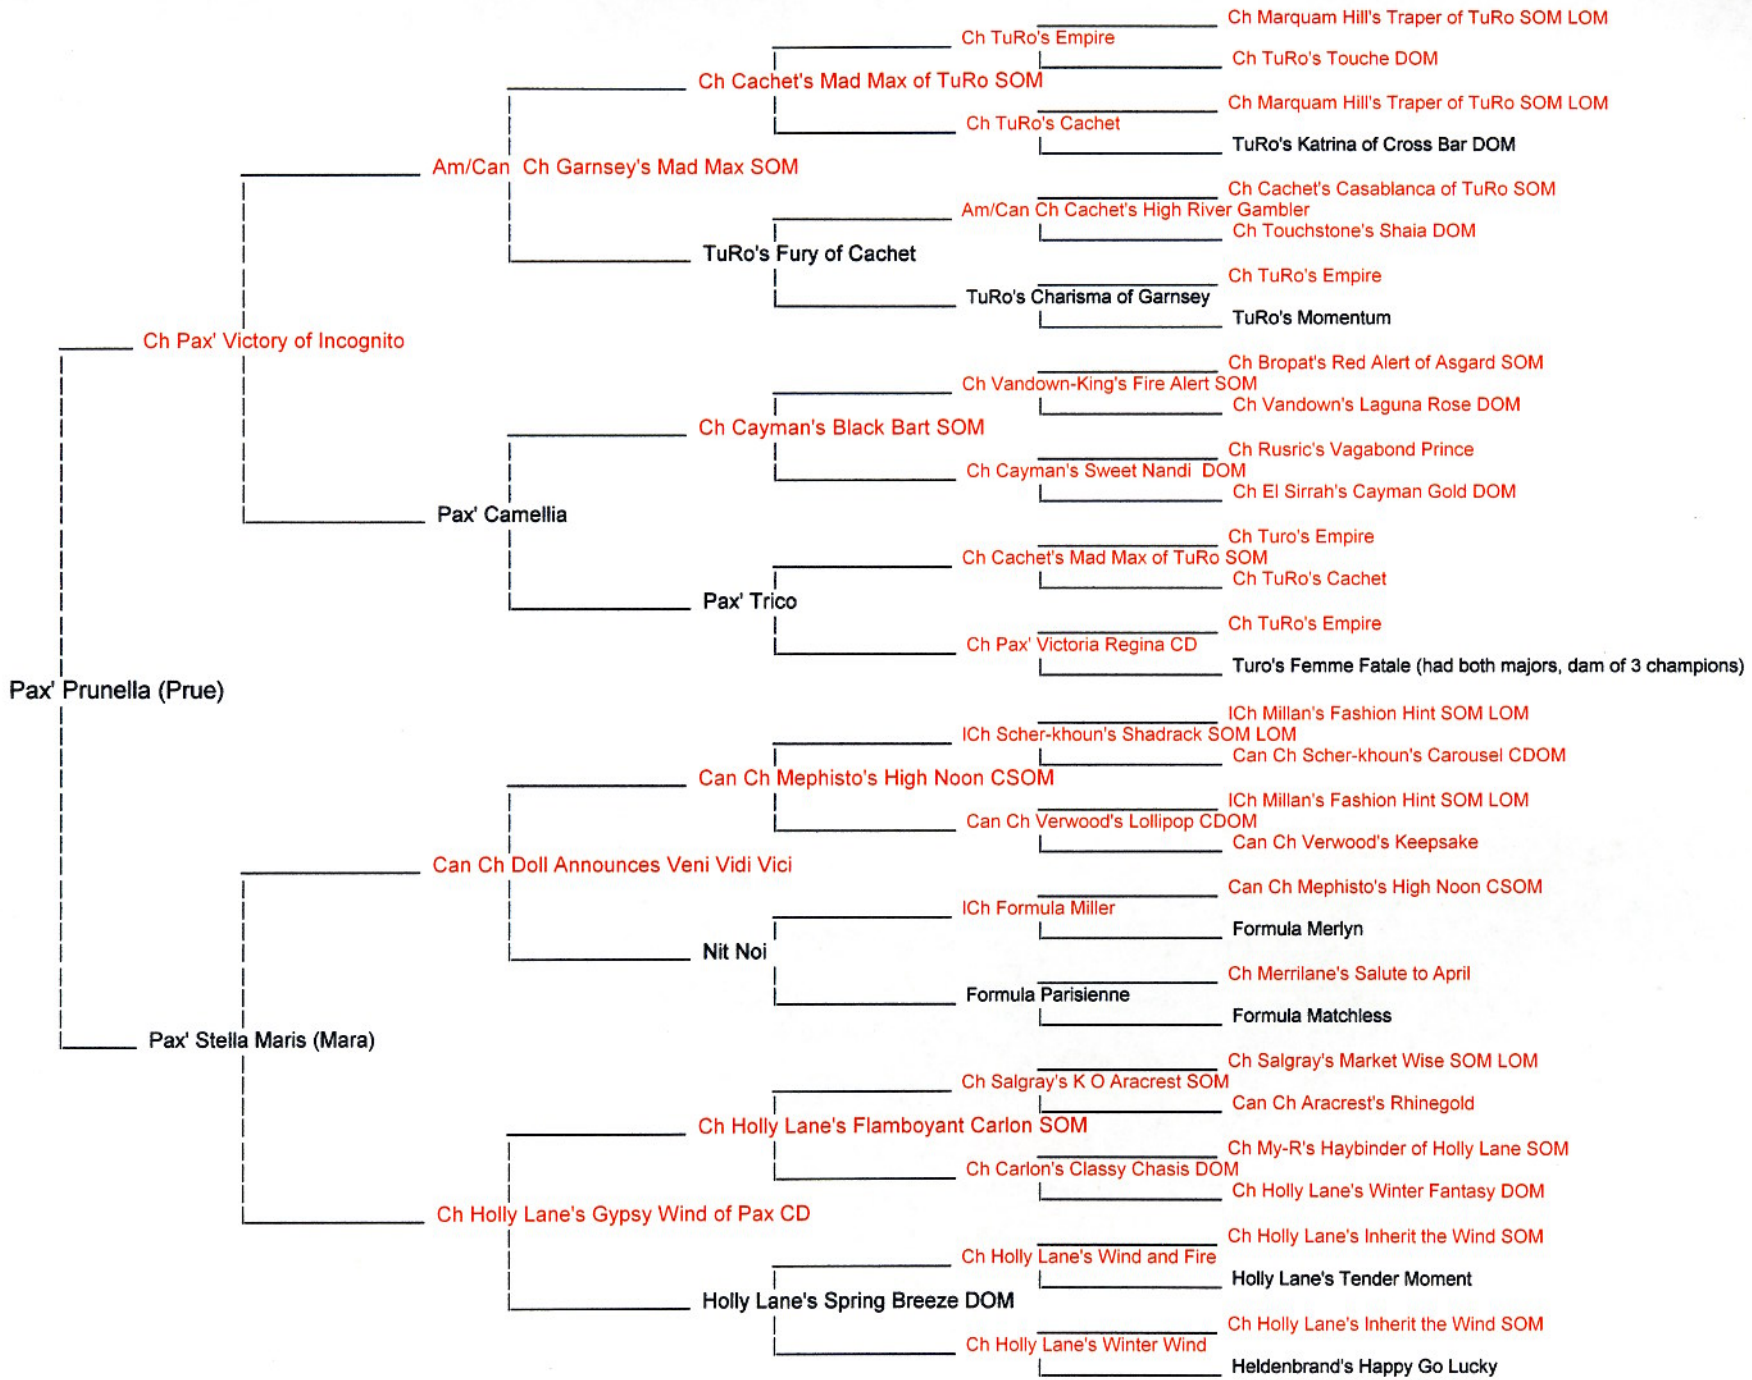 Ch Marquam Hill's Traper of TuRo SOM LOM
Ch TuRo's Empire
Ch TuRo's Touche DOM
Ch Cachet's Mad Max of TuRo SOM
Ch Marquam Hill's Traper of TuRo SOM LOM
Ch TuRo's Cachet
TuRo's Katrina of Cross Bar DOM
Am/Can Ch Garnsey's Mad Max SOM
Ch Cachet's Casablanca of TuRo SOM
Am/Can Ch Cachet's High River Gambler
Ch Touchstone's Shaia DOM
TuRo's Fury of Cachet
Ch TuRo's Empire
TuRo's Charisma of Garnsey
TuRo's Momentum
Ch Pax' Victory of Incognito
Ch Bropat's Red Alert of Asgard SOM
Ch Vandown-King's Fire Alert SOM
Ch Vandown's Laguna Rose DOM
Ch Cayman's Black Bart SOM
Ch Rusric's Vagabond Prince
Ch Cayman's Sweet Nandi DOM
Ch El Sirrah's Cayman Gold DOM
Pax' Camellia
Ch Turo's Empire
Ch Cachet's Mad Max of TuRo SOM
Ch TuRo's Cachet
Pax' Trico
Ch TuRo's Empire
Ch Pax' Victoria Regina CD
Turo's Femme Fatale (had both majors, dam of 3 champions)
Pax' Prunella (Prue)
ICh Millan's Fashion Hint SOM LOM
ICh Scher-khoun's Shadrack SOM LOM
Can Ch Scher-khoun's Carousel CDOM
Can Ch Mephisto's High Noon CSOM
ICh Millan's Fashion Hint SOM LOM
Can Ch Verwood's Lollipop CDOM
Can Ch Verwood's Keepsake
Can Ch Doll Announces Veni Vidi Vici
Can Ch Mephisto's High Noon CSOM
ICh Formula Miller
Formula Merlyn
Nit Noi
Ch Merrilane's Salute to April
Formula Parisienne
Formula Matchless
Pax' Stella Maris (Mara)
Ch Salgray's Market Wise SOM LOM
Ch Salgray's K O Aracrest SOM
Can Ch Aracrest's Rhinegold
Ch Holly Lane's Flamboyant Carlon SOM
Ch My-R's Haybinder of Holly Lane SOM
Ch Carlon's Classy Chasis DOM
Ch Holly Lane's Winter Fantasy DOM
Ch Holly Lane's Gypsy Wind of Pax CD
Ch Holly Lane's Inherit the Wind SOM
Ch Holly Lane's Wind and Fire
Holly Lane's Tender Moment
Holly Lane's Spring Breeze DOM
Ch Holly Lane's Inherit the Wind SOM
Ch Holly Lane's Winter Wind
Heldenbrand's Happy Go Lucky